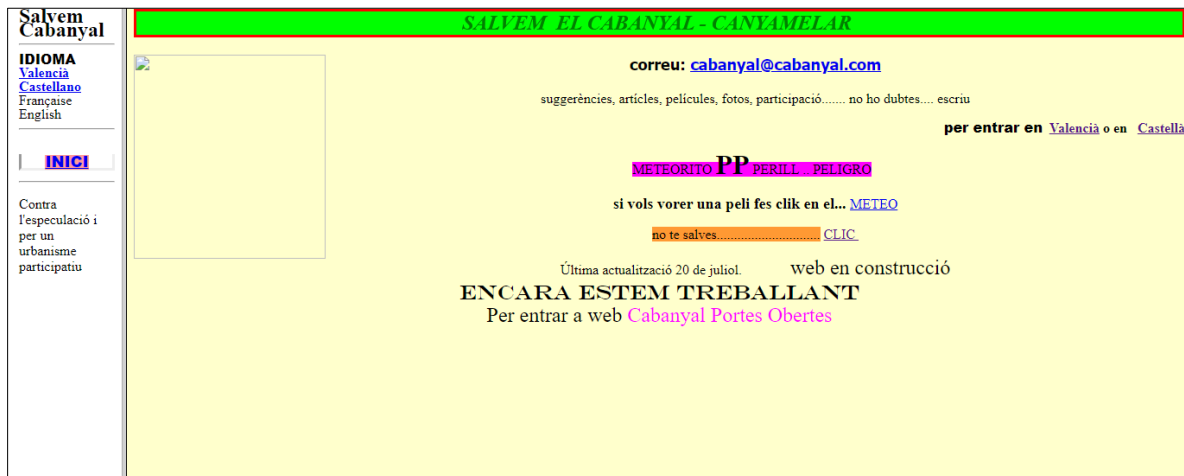 Salvem
Cabanyal
IDIOMA
Valencià
Castellano
Française
English
INICI
Contra
l'especulació i
per un
urbanisme
participatiu
SALVEM EL CABANYAL - CANYAMELAR
correu: cabanyal@cabanyal.com
suggerències, artícles, películes, fotos, participació....... no ho dubtes.... escriu
per entrar en Valencià o en Castellà
METEORITO PP PERILL .. PELIGRO
si vols vorer una peli fes clik en el... METEO
no te salves.............................. CLIC
Última actualització 20 de juliol. web en construcció
ENCARA ESTEM TREBALLANT
Per entrar a web Cabanyal Portes Obertes